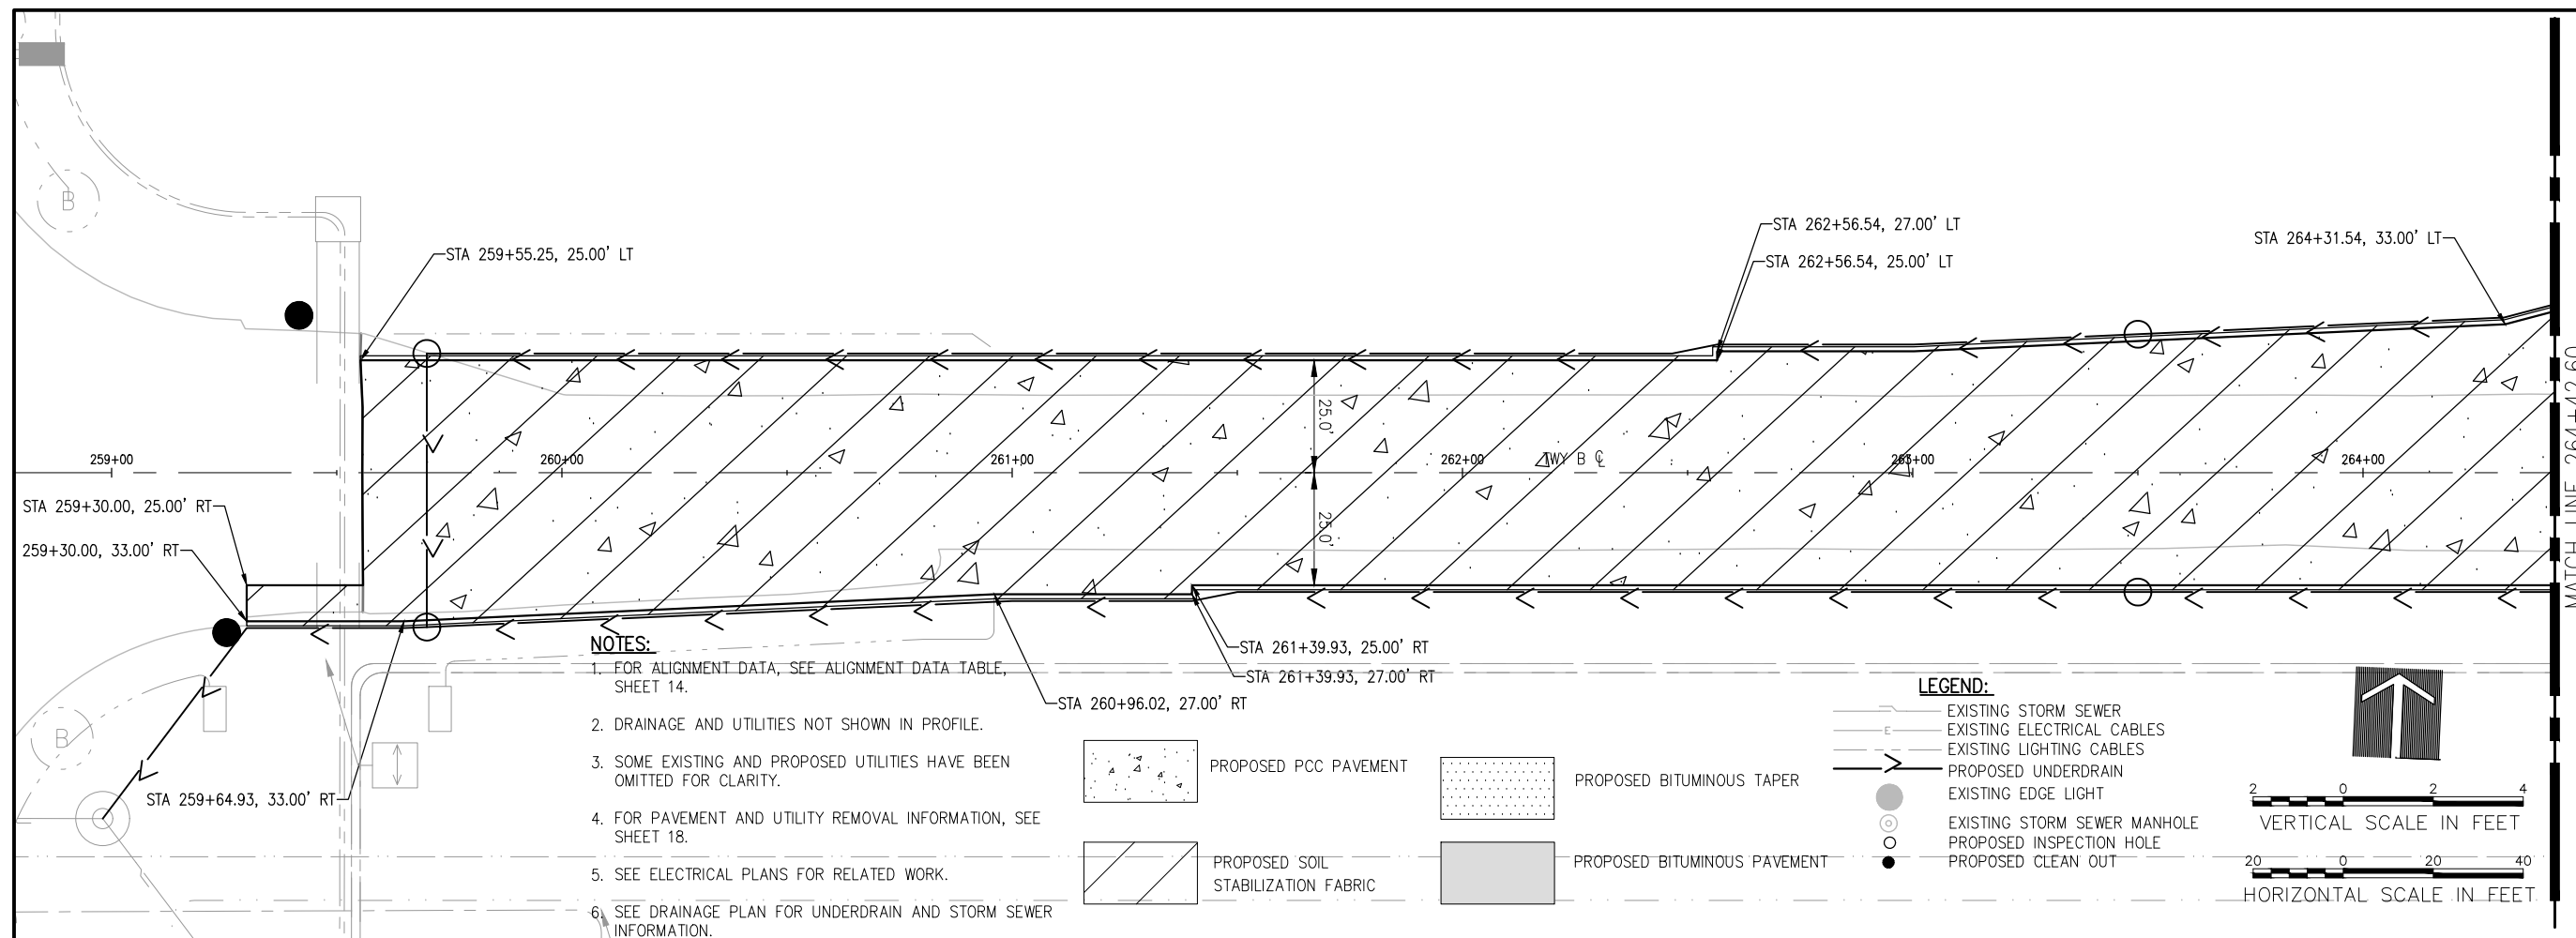 B
STA 259+55.25, 25.00' LT
STA 262+56.54, 27.00' LT
STA 262+56.54, 25.00' LT
STA 264+31.54, 33.00' LT
25.0'
259+00
260+00
261+00
262+00
TWY B ℄
263+00
264+00
25.0'
MATCH LINE 264+42.60
STA 259+30.00, 25.00' RT
259+30.00, 33.00' RT
STA 261+39.93, 25.00' RT
STA 261+39.93, 27.00' RT
STA 260+96.02, 27.00' RT
B
STA 259+64.93, 33.00' RT
NOTES:
1. FOR ALIGNMENT DATA, SEE ALIGNMENT DATA TABLE,
SHEET 14.
2. DRAINAGE AND UTILITIES NOT SHOWN IN PROFILE.
3. SOME EXISTING AND PROPOSED UTILITIES HAVE BEEN
OMITTED FOR CLARITY.
4. FOR PAVEMENT AND UTILITY REMOVAL INFORMATION, SEE
SHEET 18.
5. SEE ELECTRICAL PLANS FOR RELATED WORK.
6. SEE DRAINAGE PLAN FOR UNDERDRAIN AND STORM SEWER
INFORMATION.
PROPOSED PCC PAVEMENT
PROPOSED SOIL
STABILIZATION FABRIC
PROPOSED BITUMINOUS TAPER
PROPOSED BITUMINOUS PAVEMENT
LEGEND:
EXISTING STORM SEWER
E EXISTING ELECTRICAL CABLES
EXISTING LIGHTING CABLES
PROPOSED UNDERDRAIN
EXISTING EDGE LIGHT
EXISTING STORM SEWER MANHOLE
PROPOSED INSPECTION HOLE
PROPOSED CLEAN OUT
2 0 2 4
VERTICAL SCALE IN FEET
20 0 20 40
HORIZONTAL SCALE IN FEET